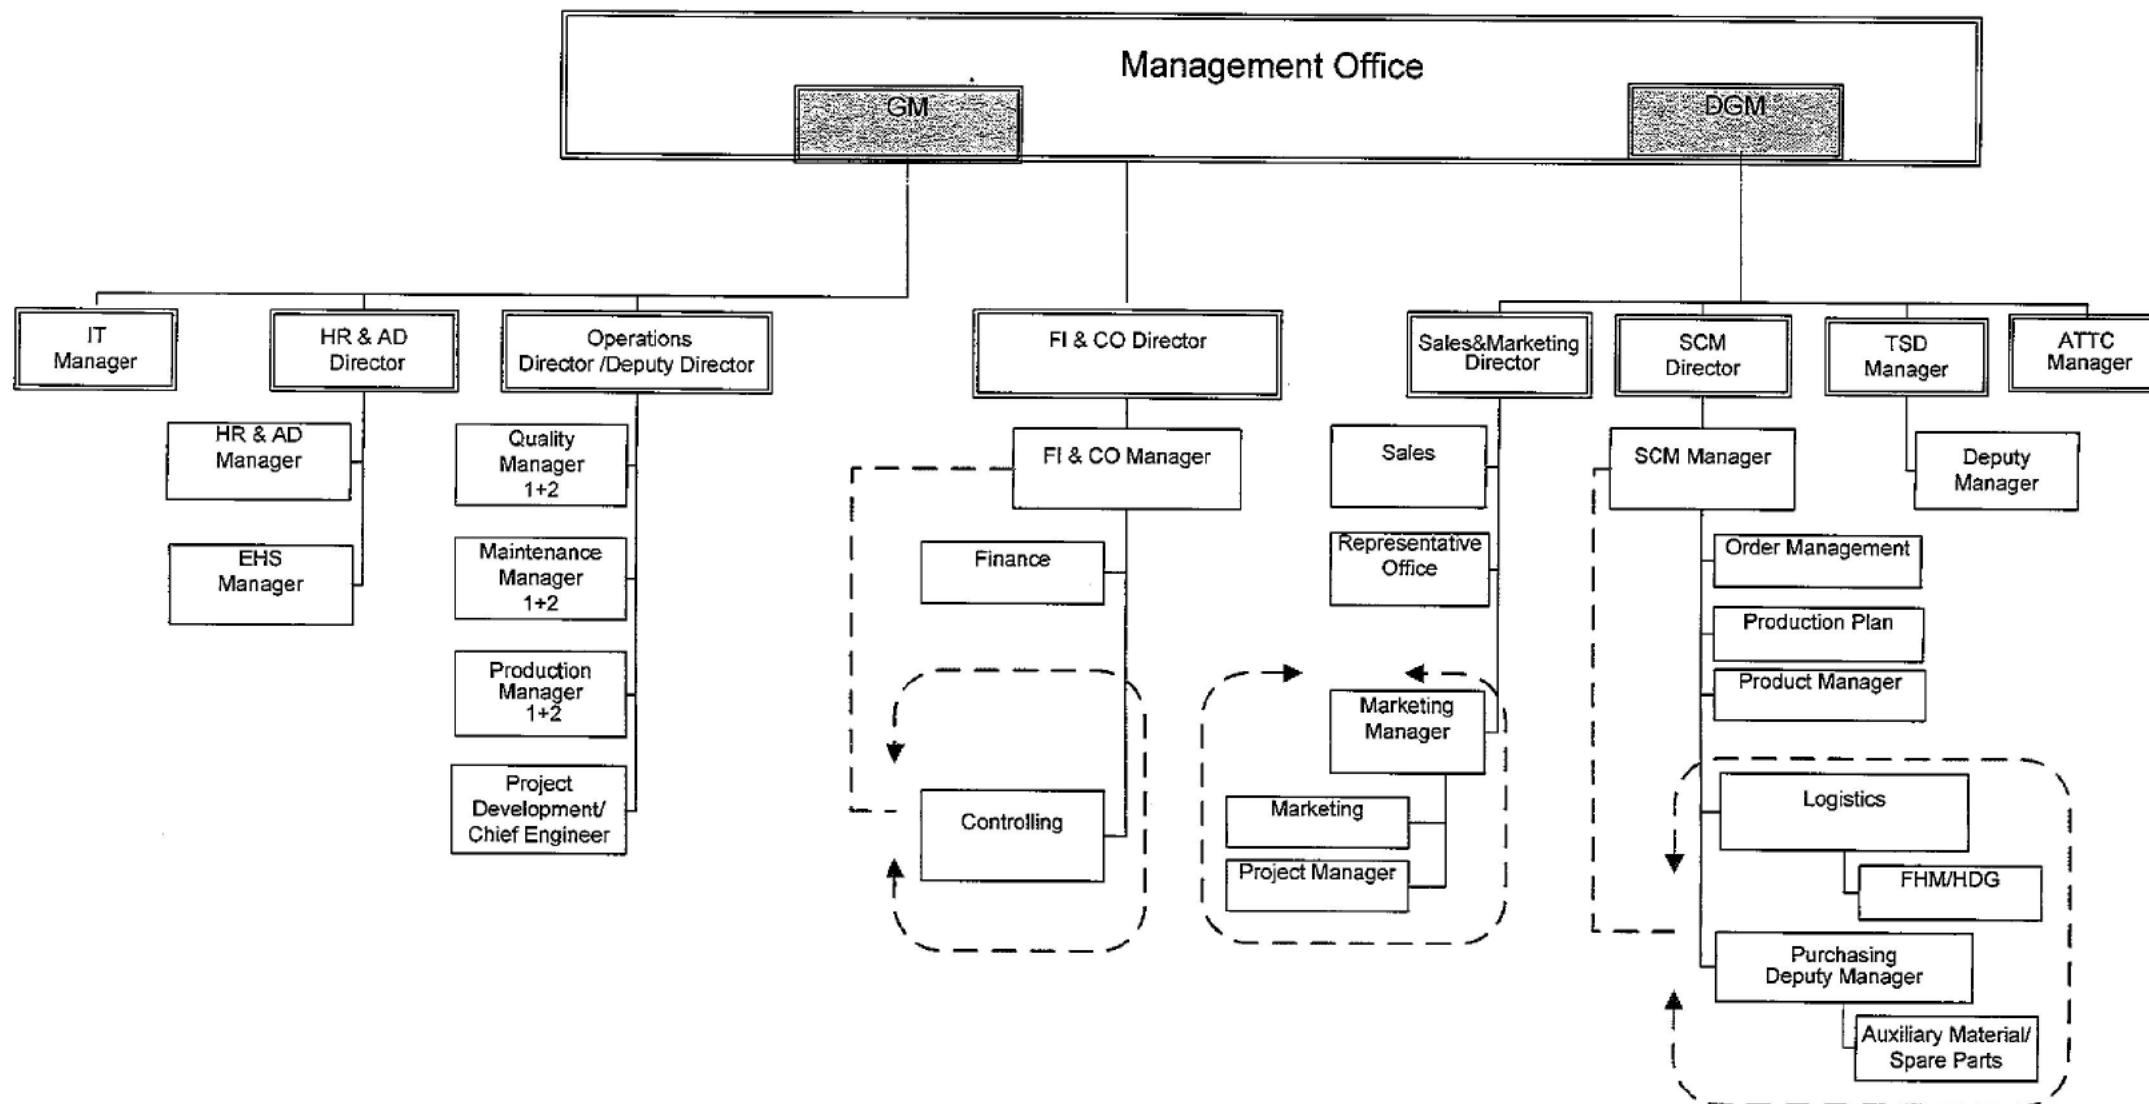 Management Office
GM
DGM
IT
Manager
HR & AD
Director
Operations
Director /Deputy Director
FI & CO Director
Sales&Marketing
Director
SCM
Director
TSD
Manager
ATTC
Manager
HR & AD
Manager
EHS
Manager
Quality
Manager
1+2
Maintenance
Manager
1+2
Production
Manager
1+2
Project
Development/
Chief Engineer
FI & CO Manager
Finance
Controlling
Sales
Representative
Office
Marketing
Manager
Marketing
Project Manager
SCM Manager
Order Management
Production Plan
Product Manager
Logistics
FHM/HDG
Purchasing
Deputy Manager
Auxiliary Material/
Spare Parts
Deputy
Manager